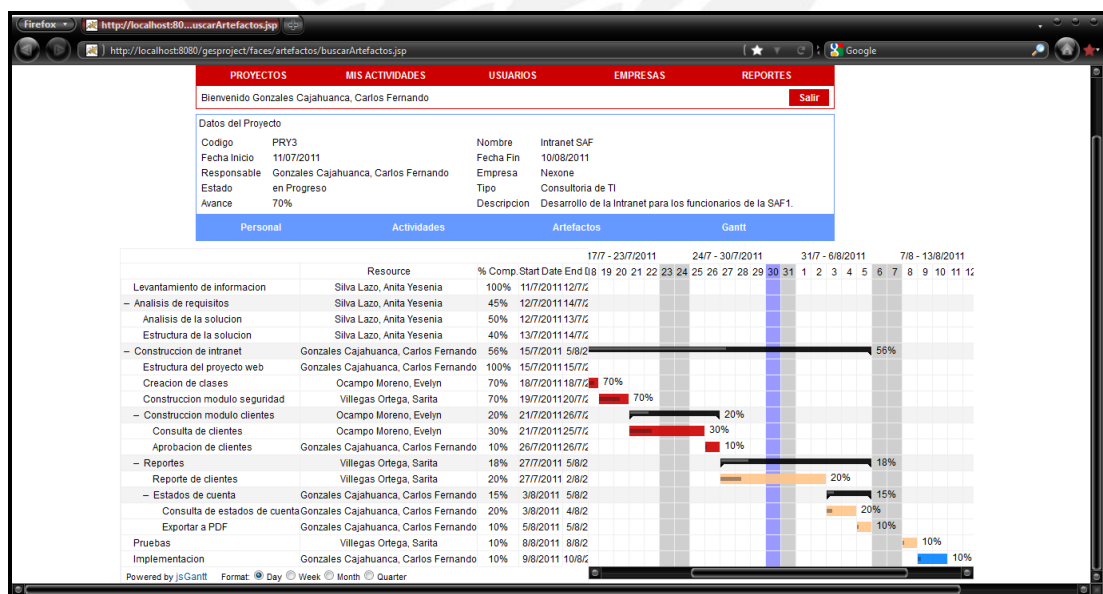 Firefox
http://localhost:80...uscarArtefactos.jsp
http://localhost:8080/gesproject/faces/artefactos/buscarArtefactos.jsp
Google
PROYECTOS MIS ACTIVIDADES USUARIOS EMPRESAS REPORTES
Bienvenido Gonzales Cajahuanca, Carlos Fernando Salir
Datos del Proyecto
Codigo PRY3 Nombre Intranet SAF
Fecha Inicio 11/07/2011 Fecha Fin 10/08/2011
Responsable Gonzales Cajahuanca, Carlos Fernando Empresa Nexone
Estado en Progreso Tipo Consultoria de TI
Avance 70% Descripcion Desarrollo de la Intranet para los funcionarios de la SAF1.
Personal Actividades Artefactos Gantt
17/7 - 23/7/2011 24/7 - 30/7/2011 31/7 - 6/8/2011 7/8 - 13/8/2011
Resource % Comp. Start Date End D 18 19 20 21 22 23 24 25 26 27 28 29 30 31 1 2 3 4 5 6 7 8 9 10 11 12
Levantamiento de informacion Silva Lazo, Anita Yesenia 100% 11/7/2011 12/7/2
– Analisis de requisitos Silva Lazo, Anita Yesenia 45% 12/7/2011 14/7/2
Analisis de la solucion Silva Lazo, Anita Yesenia 50% 12/7/2011 13/7/2
Estructura de la solucion Silva Lazo, Anita Yesenia 40% 13/7/2011 14/7/2
– Construccion de intranet Gonzales Cajahuanca, Carlos Fernando 56% 15/7/2011 5/8/2 56%
Estructura del proyecto web Gonzales Cajahuanca, Carlos Fernando 100% 15/7/2011 15/7/2
Creacion de clases Ocampo Moreno, Evelyn 70% 18/7/2011 18/7/2 70%
Construccion modulo seguridad Villegas Ortega, Sarita 70% 19/7/2011 20/7/2 70%
– Construccion modulo clientes Ocampo Moreno, Evelyn 20% 21/7/2011 26/7/2 20%
Consulta de clientes Ocampo Moreno, Evelyn 30% 21/7/2011 25/7/2 30%
Aprobacion de clientes Gonzales Cajahuanca, Carlos Fernando 10% 26/7/2011 26/7/2 10%
– Reportes Villegas Ortega, Sarita 18% 27/7/2011 5/8/2 18%
Reporte de clientes Villegas Ortega, Sarita 20% 27/7/2011 2/8/2 20%
– Estados de cuenta Gonzales Cajahuanca, Carlos Fernando 15% 3/8/2011 5/8/2 15%
Consulta de estados de cuenta Gonzales Cajahuanca, Carlos Fernando 20% 3/8/2011 4/8/2 20%
Exportar a PDF Gonzales Cajahuanca, Carlos Fernando 10% 5/8/2011 5/8/2 10%
Pruebas Villegas Ortega, Sarita 10% 8/8/2011 8/8/2 10%
Implementacion Gonzales Cajahuanca, Carlos Fernando 10% 9/8/2011 10/8/2 10%
Powered by jsGantt Format: Day Week Month Quarter